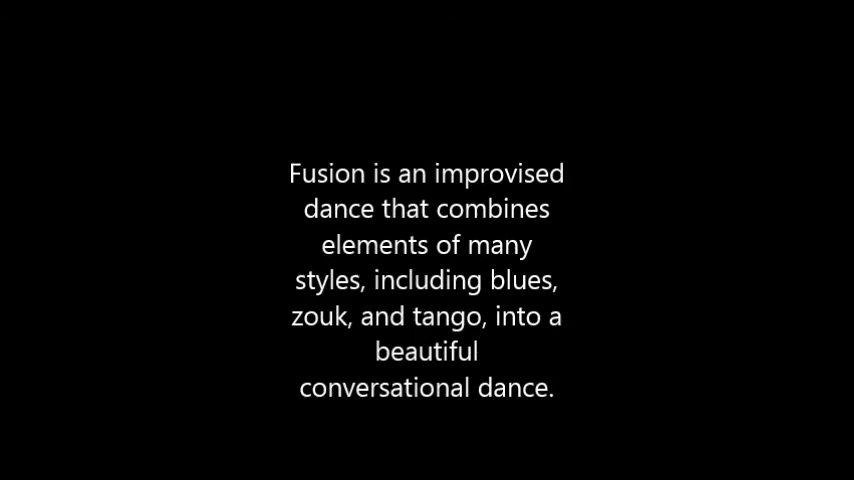 Fusion is an improvised
dance that combines
elements of many
styles, including blues,
zouk, and tango, into a
beautiful
conversational dance.